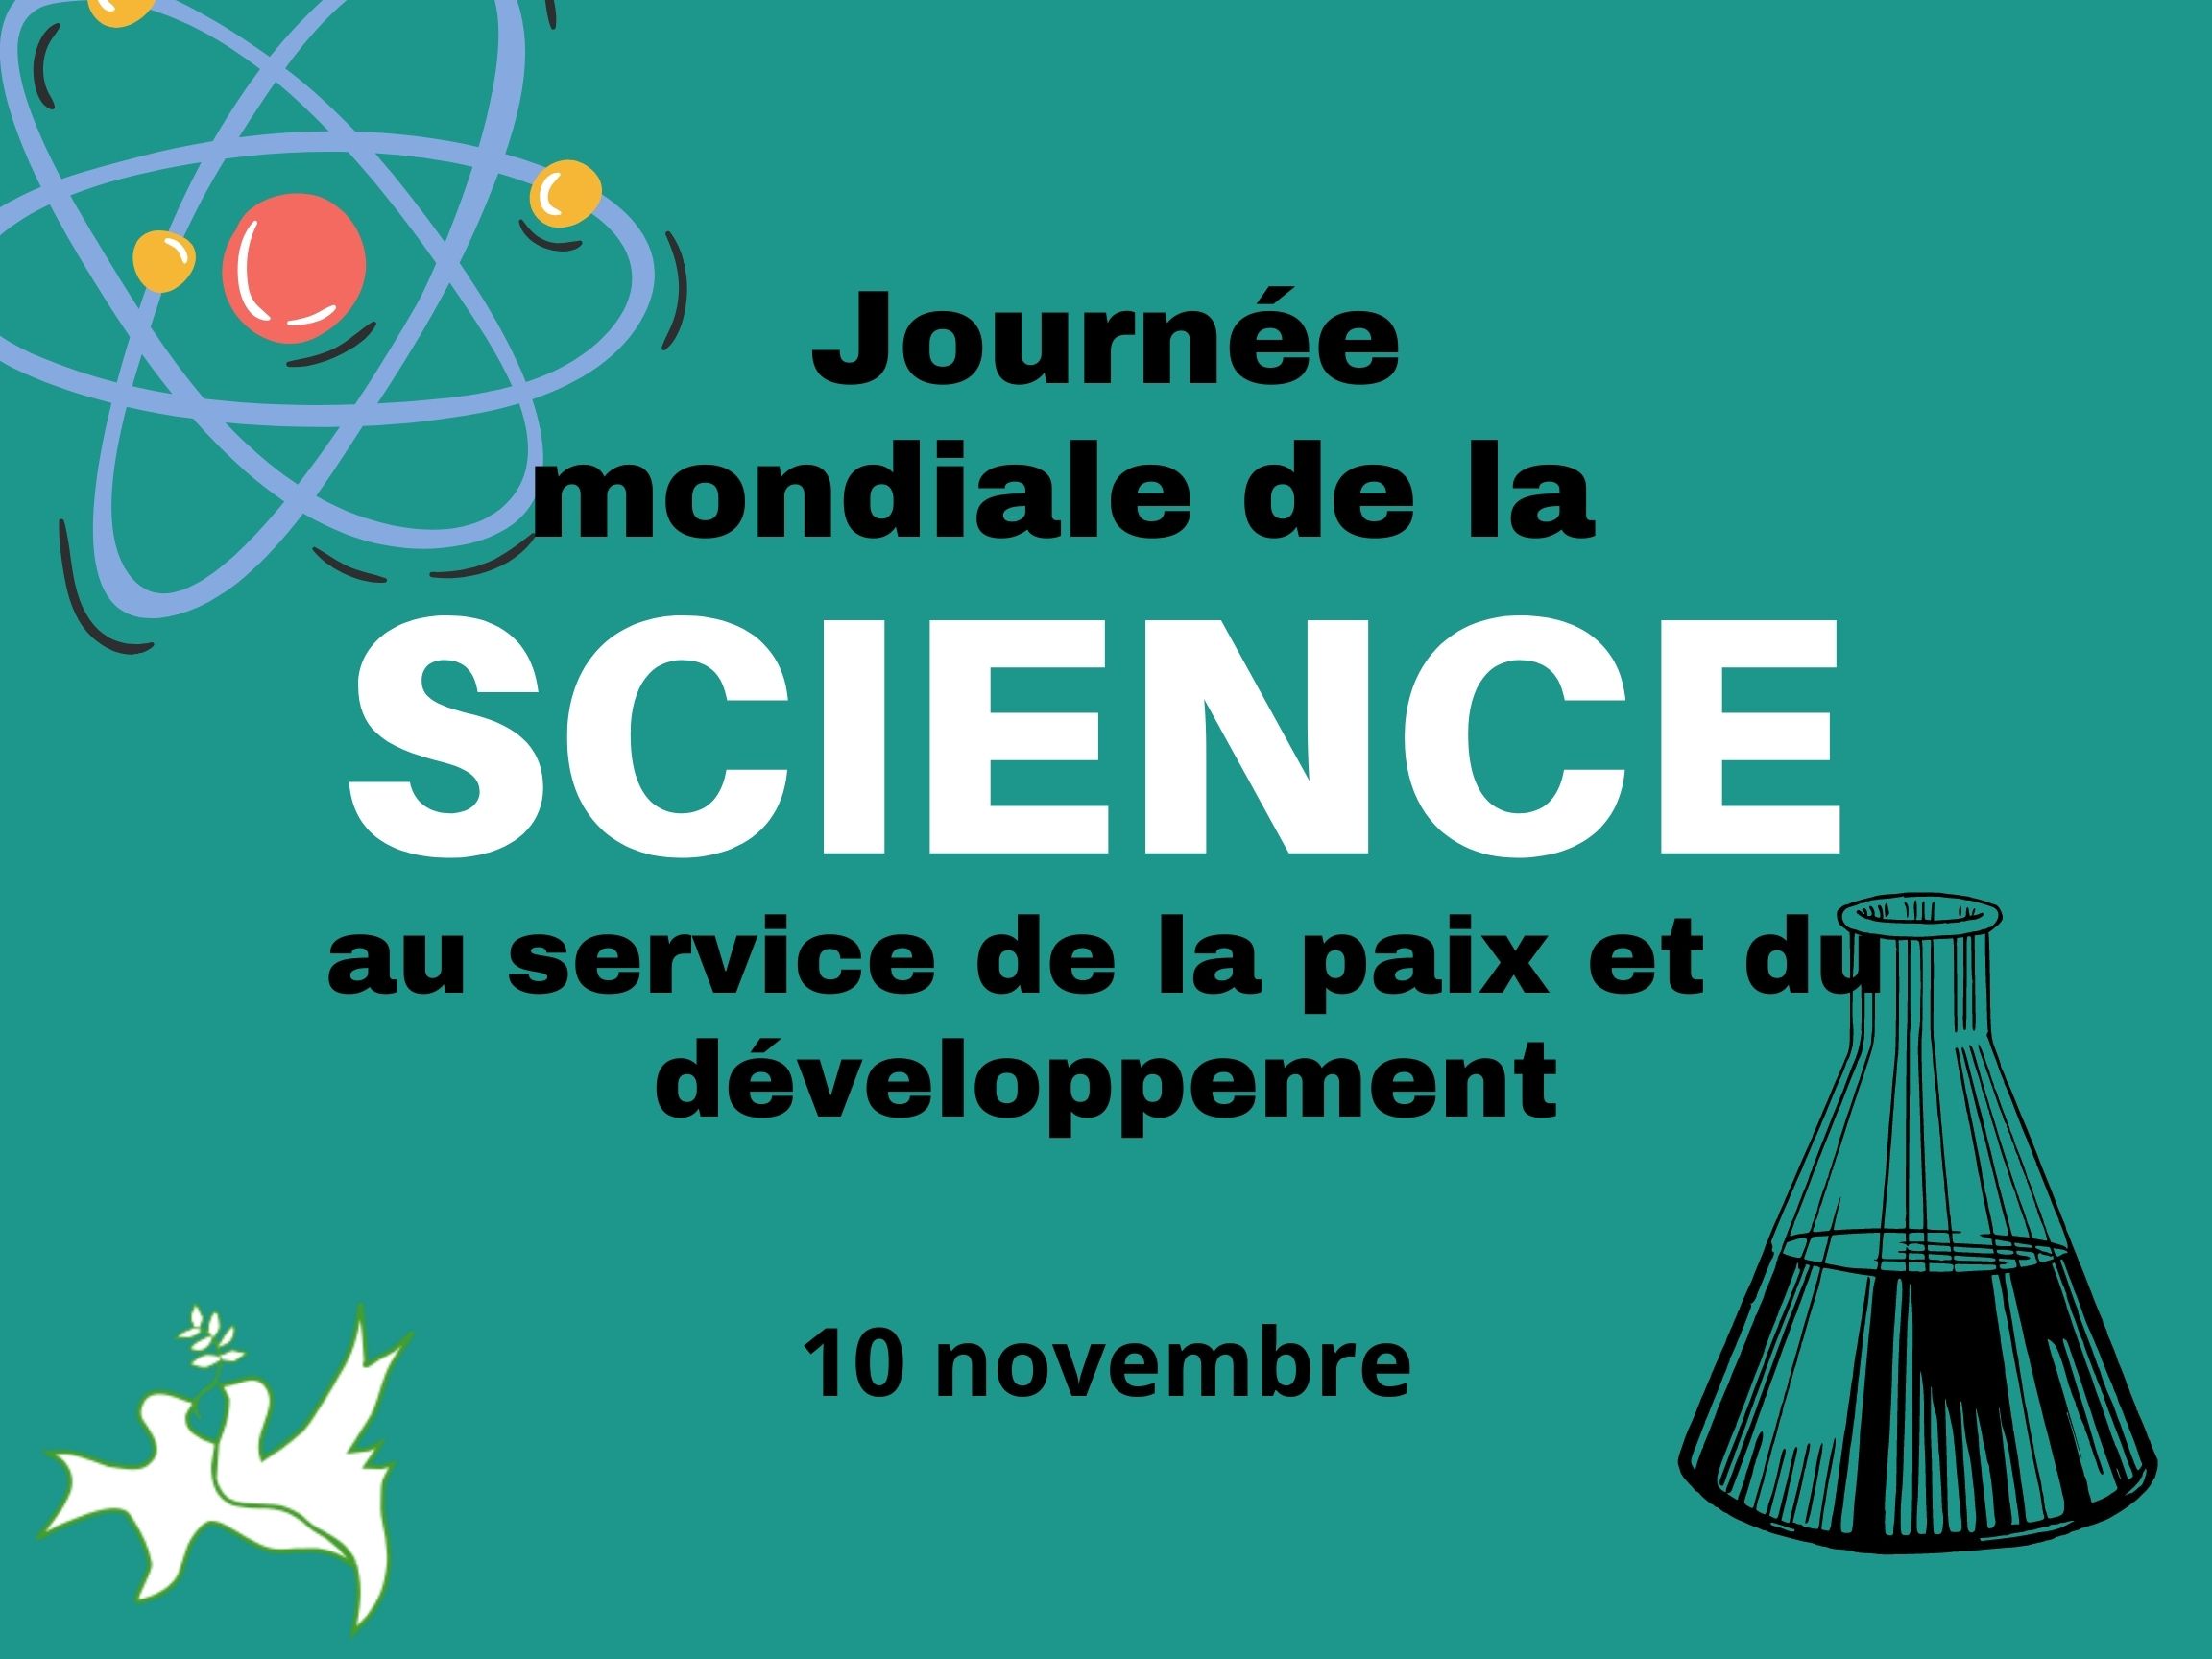 Journée
mondiale de la
SCIENCE
au service de la paix et du
développement
10 novembre